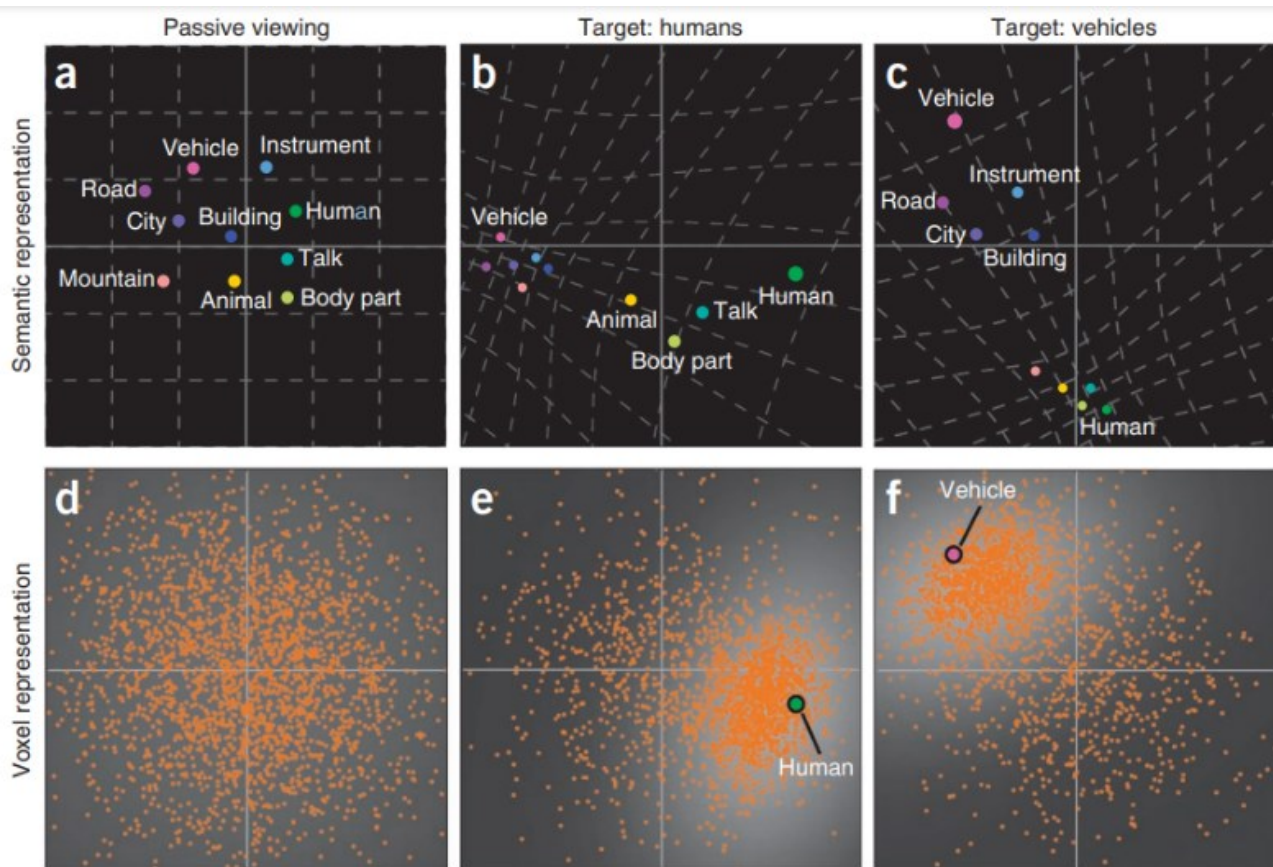 Passive viewing
Target: humans
Target: vehicles
Semantic representation
a
Vehicle
Instrument
Road
City
Building
Human
Talk
Mountain
Animal
Body part
b
Vehicle
Human
Animal
Talk
Body part
c
Vehicle
Instrument
Road
City
Building
Human
Voxel representation
d
e
Human
f
Vehicle